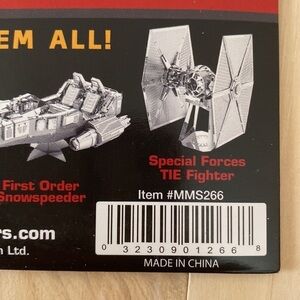 EM ALL!
First Order
Snowspeeder
Special Forces
TIE Fighter
Item #MMS266
rs.com
n Ltd.
0 32309 01266 8
MADE IN CHINA